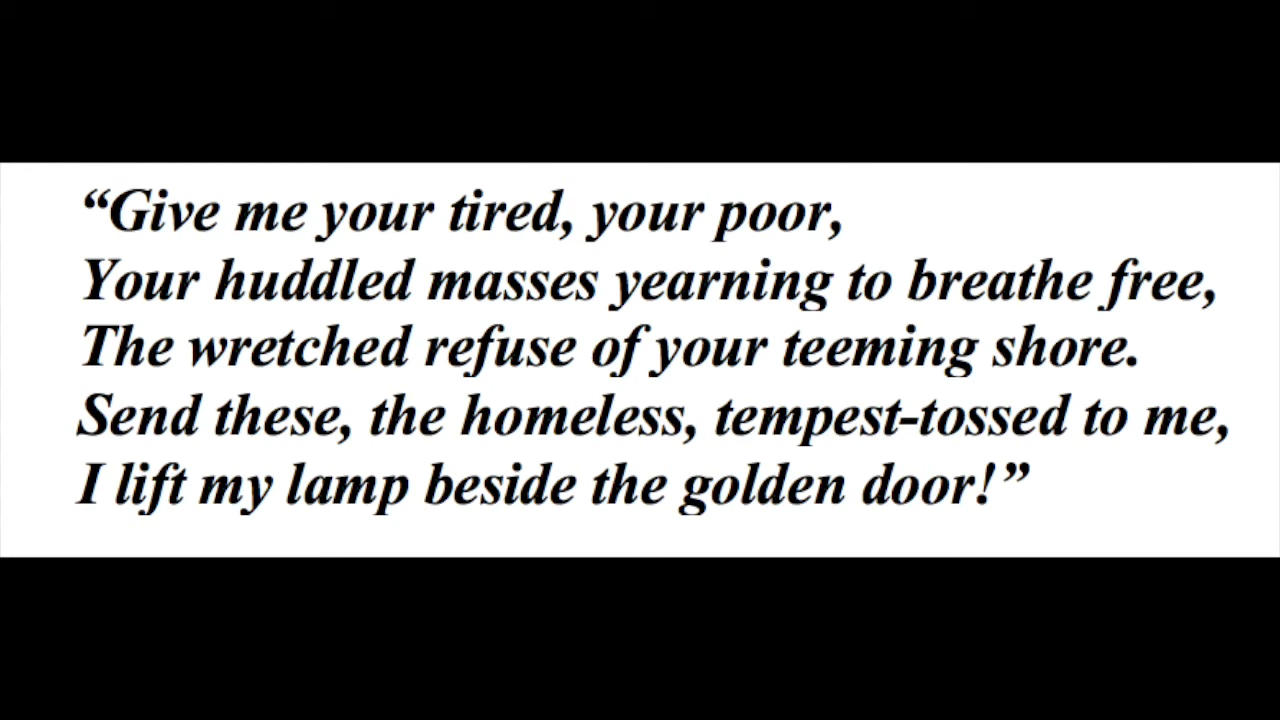 “Give me your tired, your poor,
Your huddled masses yearning to breathe free,
The wretched refuse of your teeming shore.
Send these, the homeless, tempest-tossed to me,
I lift my lamp beside the golden door!”